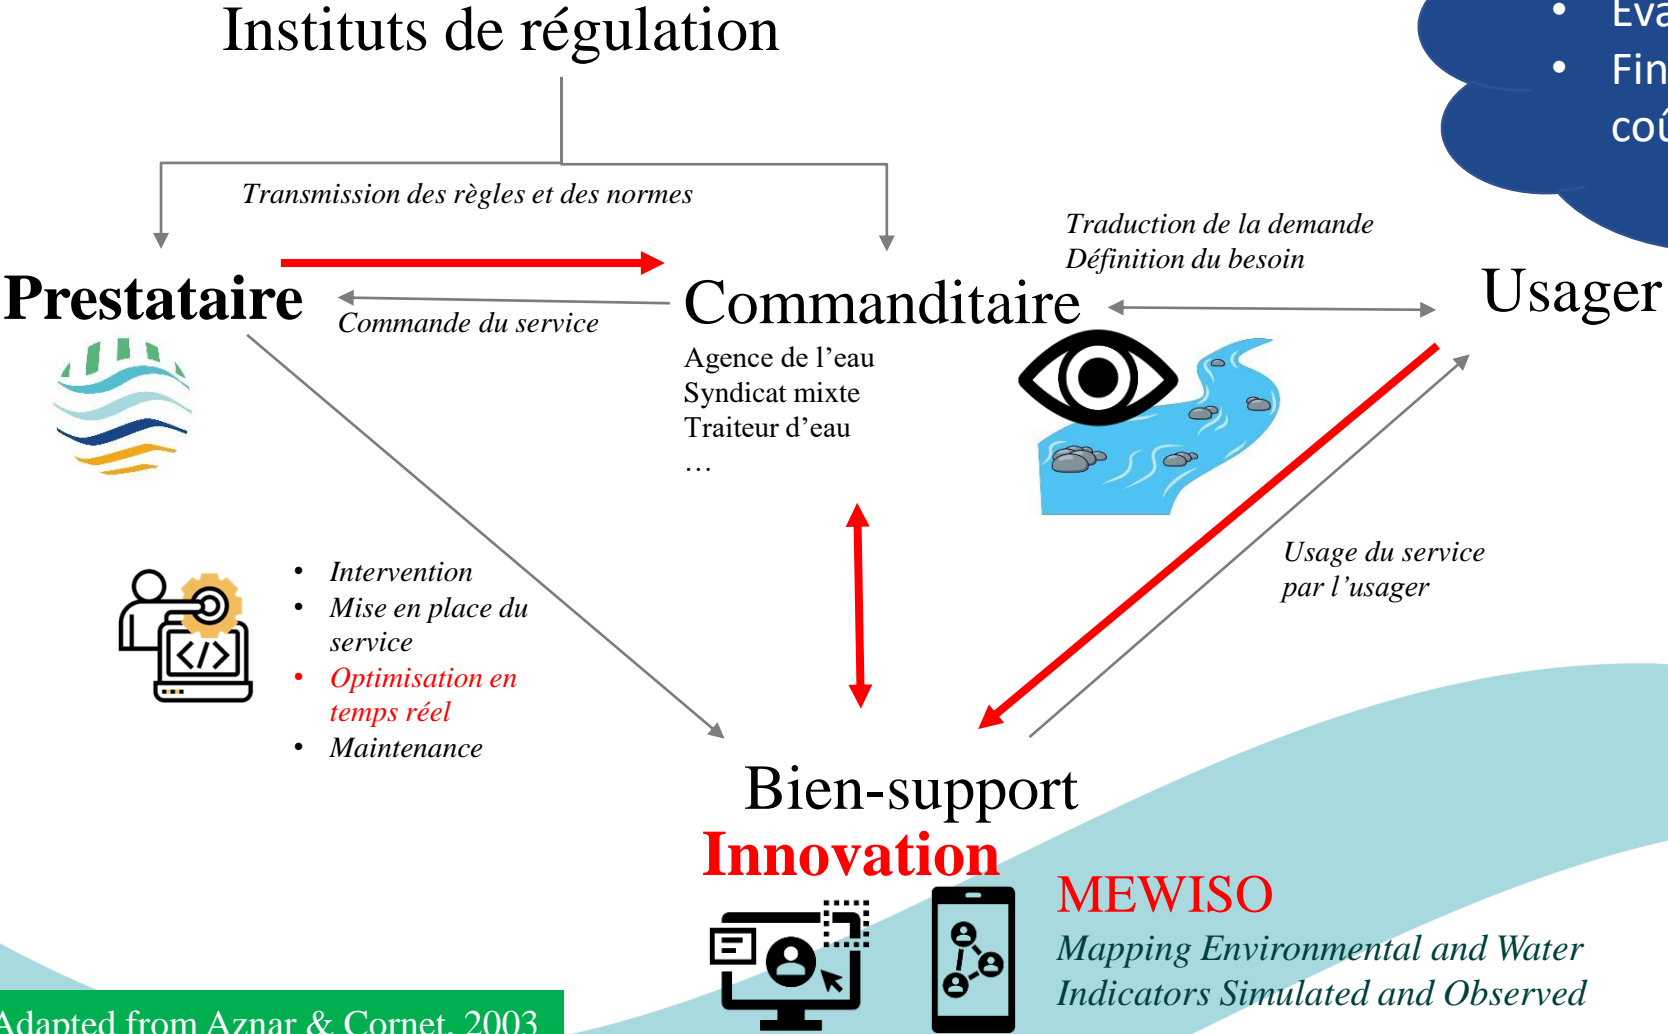 Instituts de régulation
Transmission des règles et des normes
Traduction de la demande
Définition du besoin
Prestataire
Commande du service
Commanditaire
Usager
Agence de l’eau
Syndicat mixte
Traiteur d’eau
…
Usage du service
par l’usager
• Intervention
• Mise en place du
service
• Optimisation en
temps réel
• Maintenance
</>
Bien-support
Innovation
MEWISO
Mapping Environmental and Water
Indicators Simulated and Observed
Adapted from Aznar & Cornet, 2003